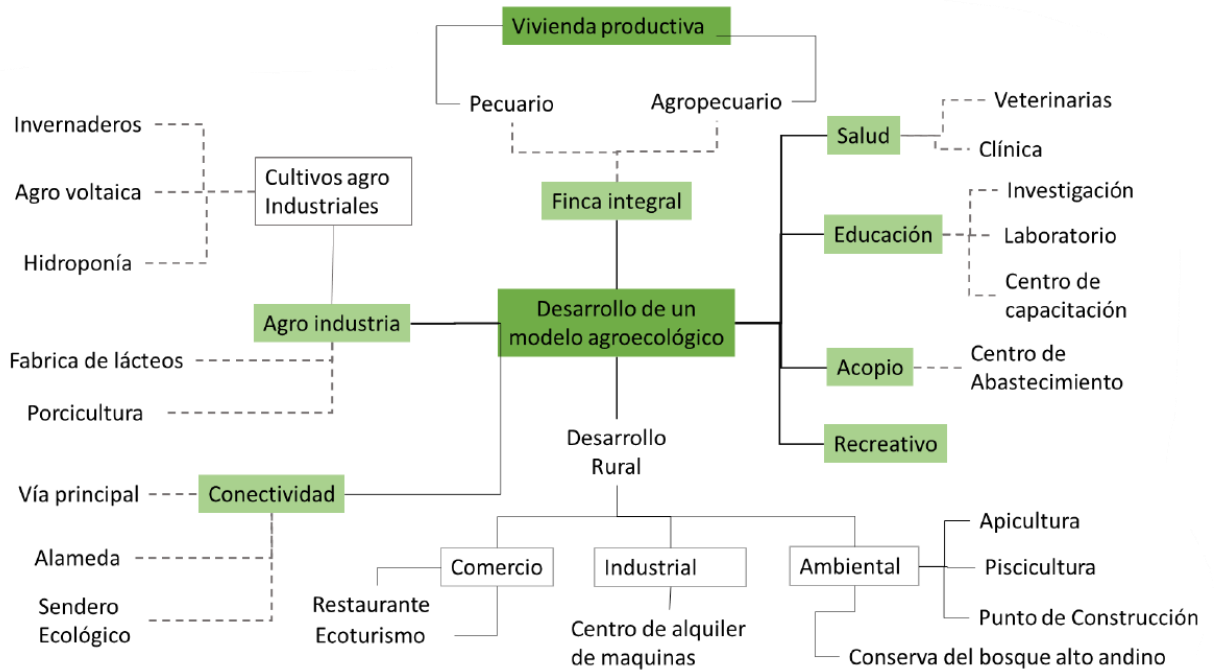 Vivienda productiva
Pecuario
Agropecuario
Finca integral
Invernaderos
Agro voltaica
Hidroponía
Cultivos agro
Industriales
Agro industria
Fabrica de lácteos
Porcicultura
Desarrollo de un
modelo agroecológico
Salud
Veterinarias
Clínica
Educación
Investigación
Laboratorio
Centro de
capacitación
Acopio
Centro de
Abastecimiento
Recreativo
Conectividad
Vía principal
Alameda
Sendero
Ecológico
Desarrollo
Rural
Comercio
Restaurante
Ecoturismo
Industrial
Centro de alquiler
de maquinas
Ambiental
Apicultura
Piscicultura
Punto de Construcción
Conserva del bosque alto andino